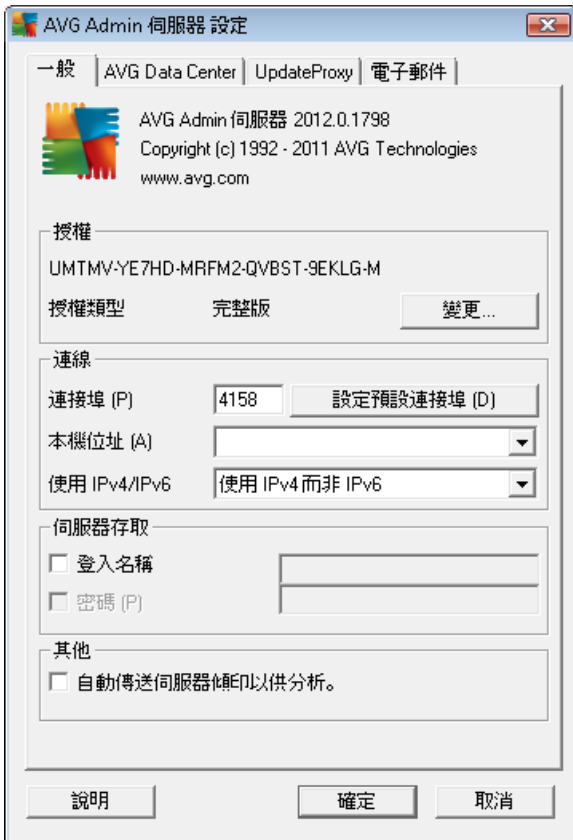 AVG Admin 伺服器 設定
一般 AVG Data Center UpdateProxy 電子郵件
AVG Admin 伺服器 2012.0.1798
Copyright (c) 1992 - 2011 AVG Technologies
www.avg.com
授權
UMTMV-YE7HD-MRFM2-QVBST-9EKLG-M
授權類型 完整版 變更...
連線
連接埠 (P) 4158 設定預設連接埠 (D)
本機位址 (A)
使用 IPv4/IPv6 使用 IPv4 而非 IPv6
伺服器存取
登入名稱
密碼 (P)
其他
自動傳送伺服器傾印以供分析。
說明 確定 取消